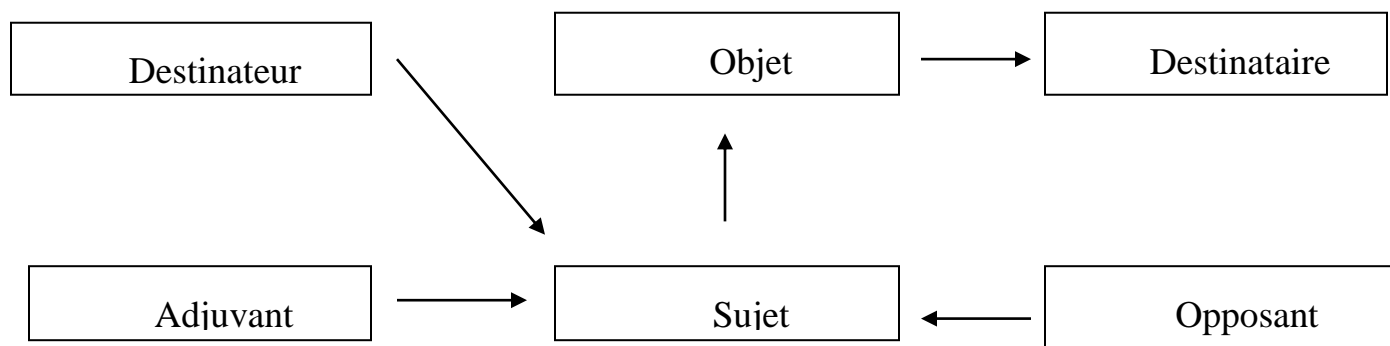 Destinateur
Objet
Destinataire
Adjuvant
Sujet
Opposant